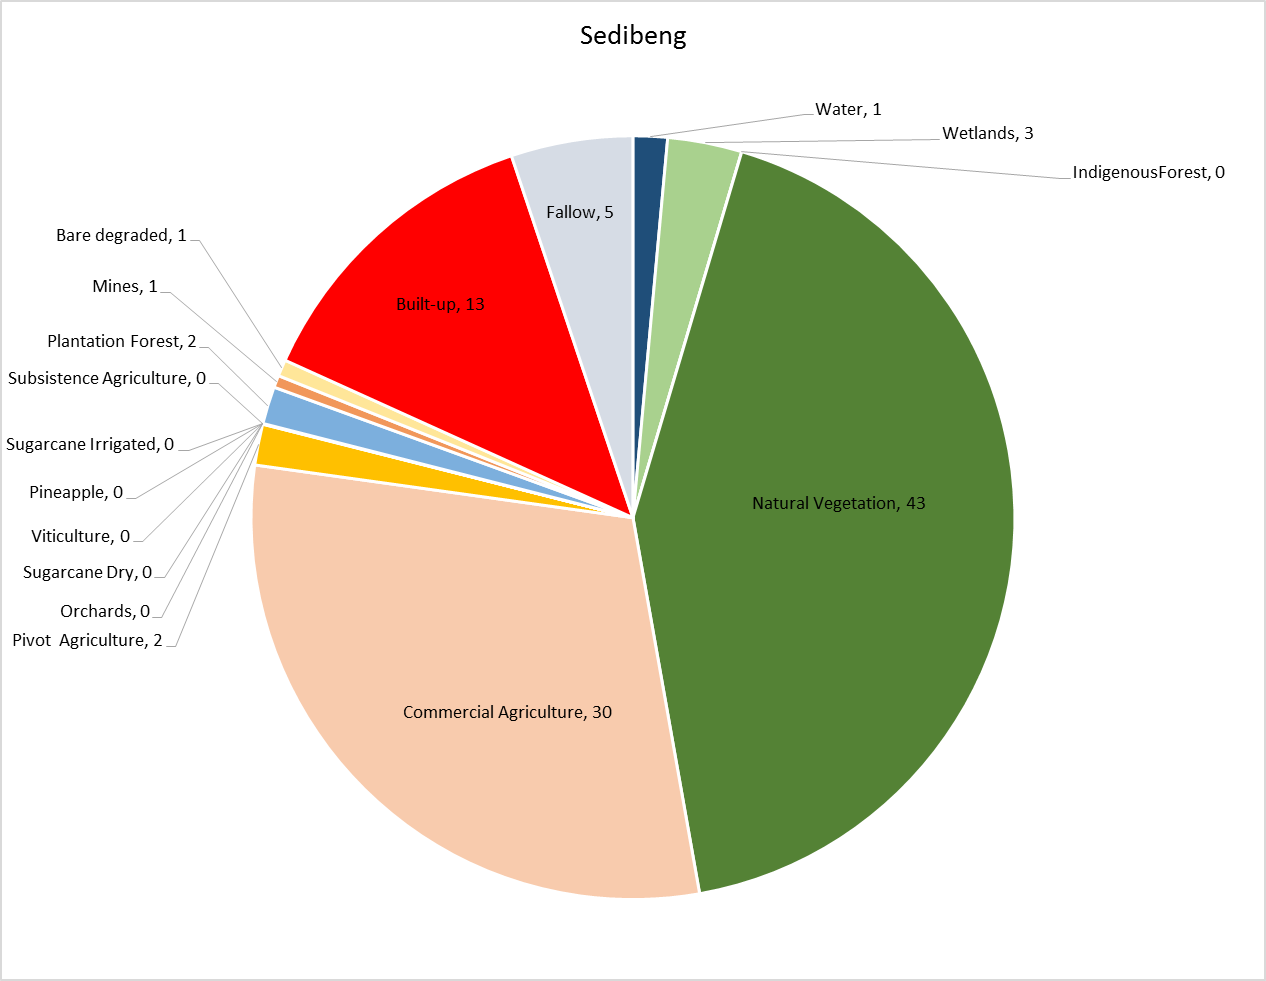 Sedibeng
Water, 1
Wetlands, 3
IndigenousForest, 0
Natural Vegetation, 43
Commercial Agriculture, 30
Pivot  Agriculture, 2
Orchards, 0
Sugarcane Dry, 0
Viticulture, 0
Pineapple, 0
Sugarcane Irrigated, 0
Subsistence Agriculture, 0
Plantation Forest, 2
Mines, 1
Bare degraded, 1
Built-up, 13
Fallow, 5